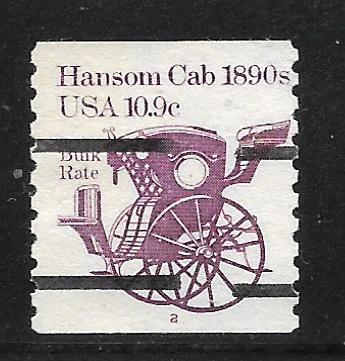 Hansom Cab 1890s
USA 10.9c
Bulk
Rate
2